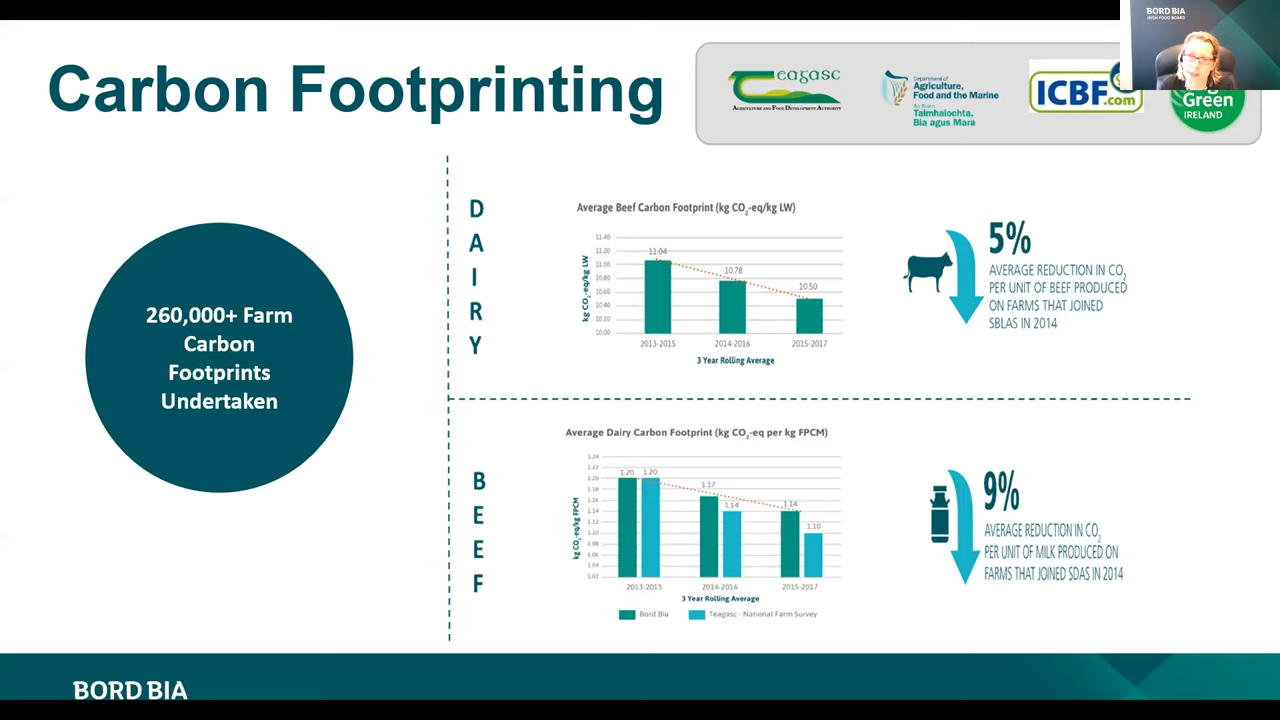 BORD BIA
IRISH FOOD BOARD
Carbon Footprinting
Teagasc
AGRICULTURE AND FOOD DEVELOPMENT AUTHORITY
Department of
Agriculture,
Food and the Marine
An Roinn
Talmhaíochta,
Bia agus Mara
ICBF.com
Green
IRELAND
260,000+ Farm
Carbon
Footprints
Undertaken
DAIRY
Average Beef Carbon Footprint (kg CO2-eq/kg LW)
kg CO2-eq/kg LW
11.40
11.20
11.00
10.80
10.60
10.40
10.20
10.00
11.04
10.78
10.50
2013-2015
2014-2016
2015-2017
3 Year Rolling Average
5%
AVERAGE REDUCTION IN CO2
PER UNIT OF BEEF PRODUCED
ON FARMS THAT JOINED
SBLAS IN 2014
BEEF
Average Dairy Carbon Footprint (kg CO2-eq per kg FPCM)
kg CO2-eq/kg FPCM
1.24
1.22
1.20
1.18
1.16
1.14
1.12
1.10
1.08
1.06
1.04
1.02
1.20
1.20
1.17
1.14
1.14
1.10
2013-2015
2014-2016
2015-2017
3 Year Rolling Average
Bord Bia
Teagasc - National Farm Survey
9%
AVERAGE REDUCTION IN CO2
PER UNIT OF MILK PRODUCED ON
FARMS THAT JOINED SDAS IN 2014
BORD BIA